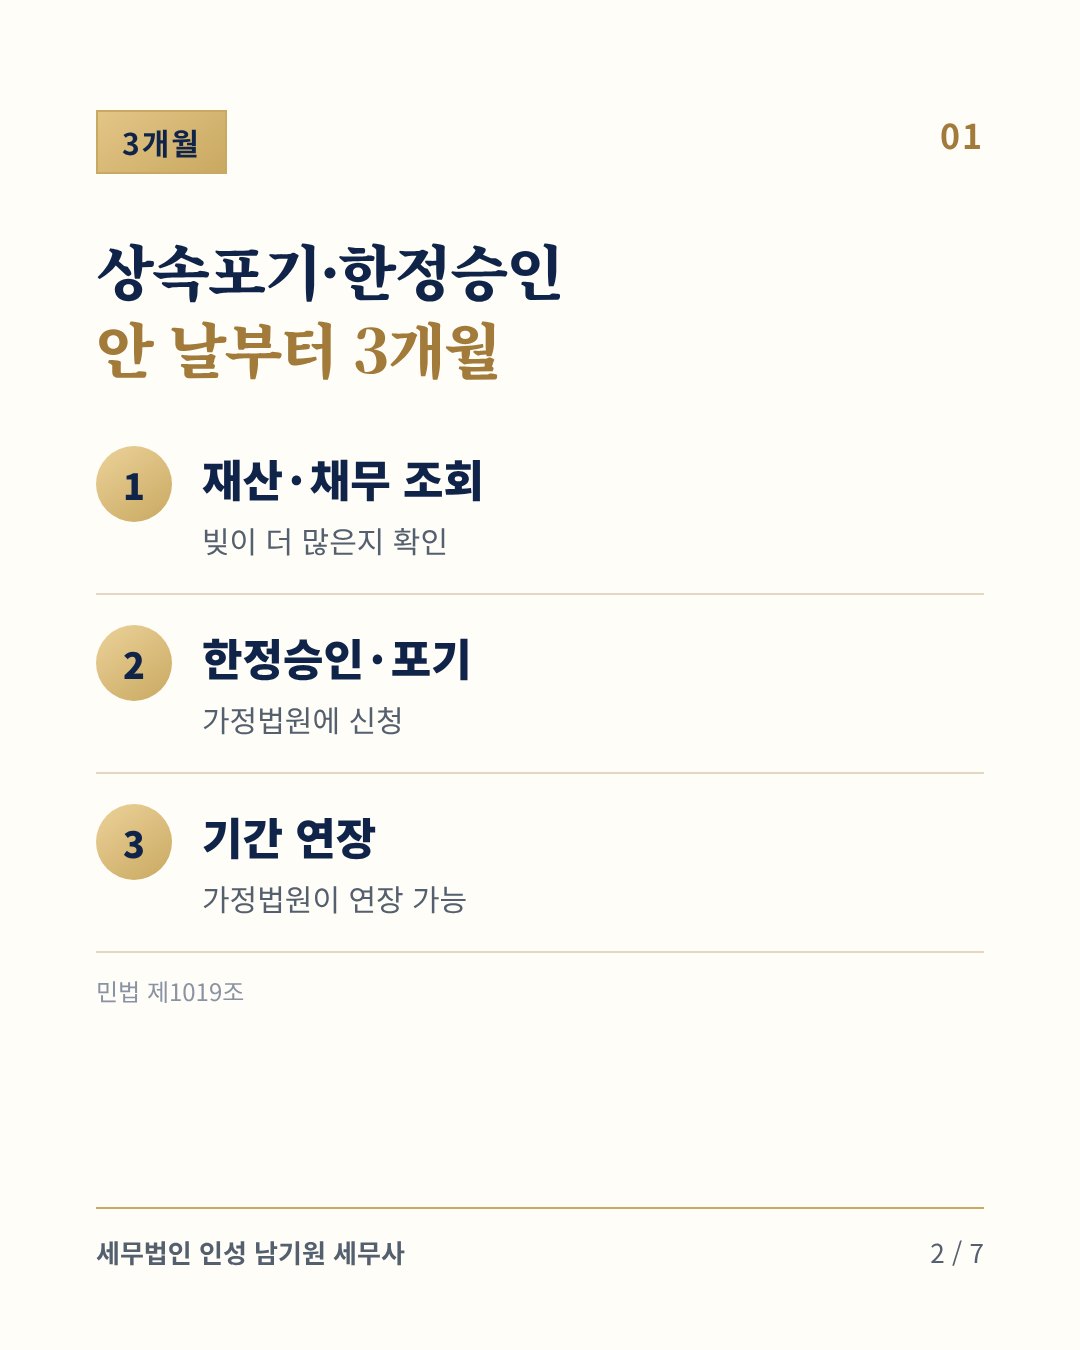 3개월
01
상속포기·한정승인
안 날부터 3개월
1
재산·채무 조회
빚이 더 많은지 확인
2
한정승인·포기
가정법원에 신청
3
기간 연장
가정법원이 연장 가능
민법 제1019조
세무법인 인성 남기원 세무사
2 / 7